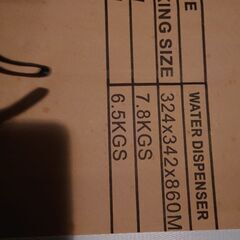 E
WATER DISPENSER
KING SIZE
324x342x860M
7.8KGS
6.5KGS